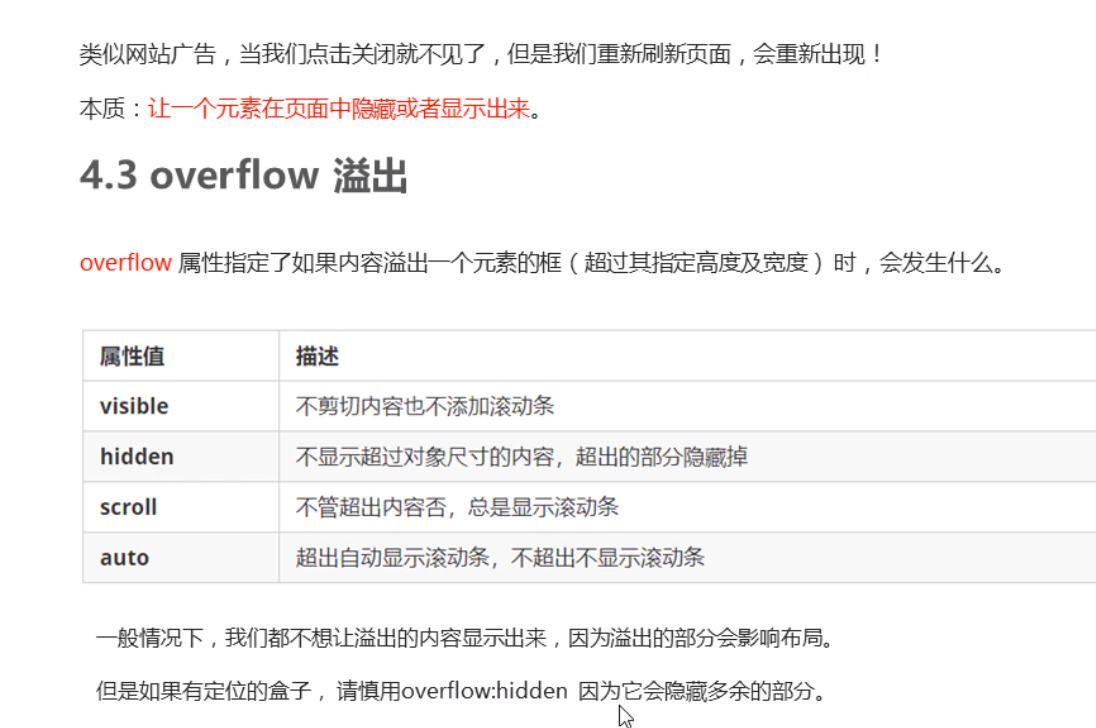 类似网站广告，当我们点击关闭就不见了，但是我们重新刷新页面，会重新出现！
本质：让一个元素在页面中隐藏或者显示出来。
4.3 overflow 溢出
overflow 属性指定了如果内容溢出一个元素的框（超过其指定高度及宽度）时，会发生什么。
属性值 描述
visible 不剪切内容也不添加滚动条
hidden 不显示超过对象尺寸的内容，超出的部分隐藏掉
scroll 不管超出内容否，总是显示滚动条
auto 超出自动显示滚动条，不超出不显示滚动条
一般情况下，我们都不想让溢出的内容显示出来，因为溢出的部分会影响布局。
但是如果有定位的盒子，请慎用overflow:hidden 因为它会隐藏多余的部分。